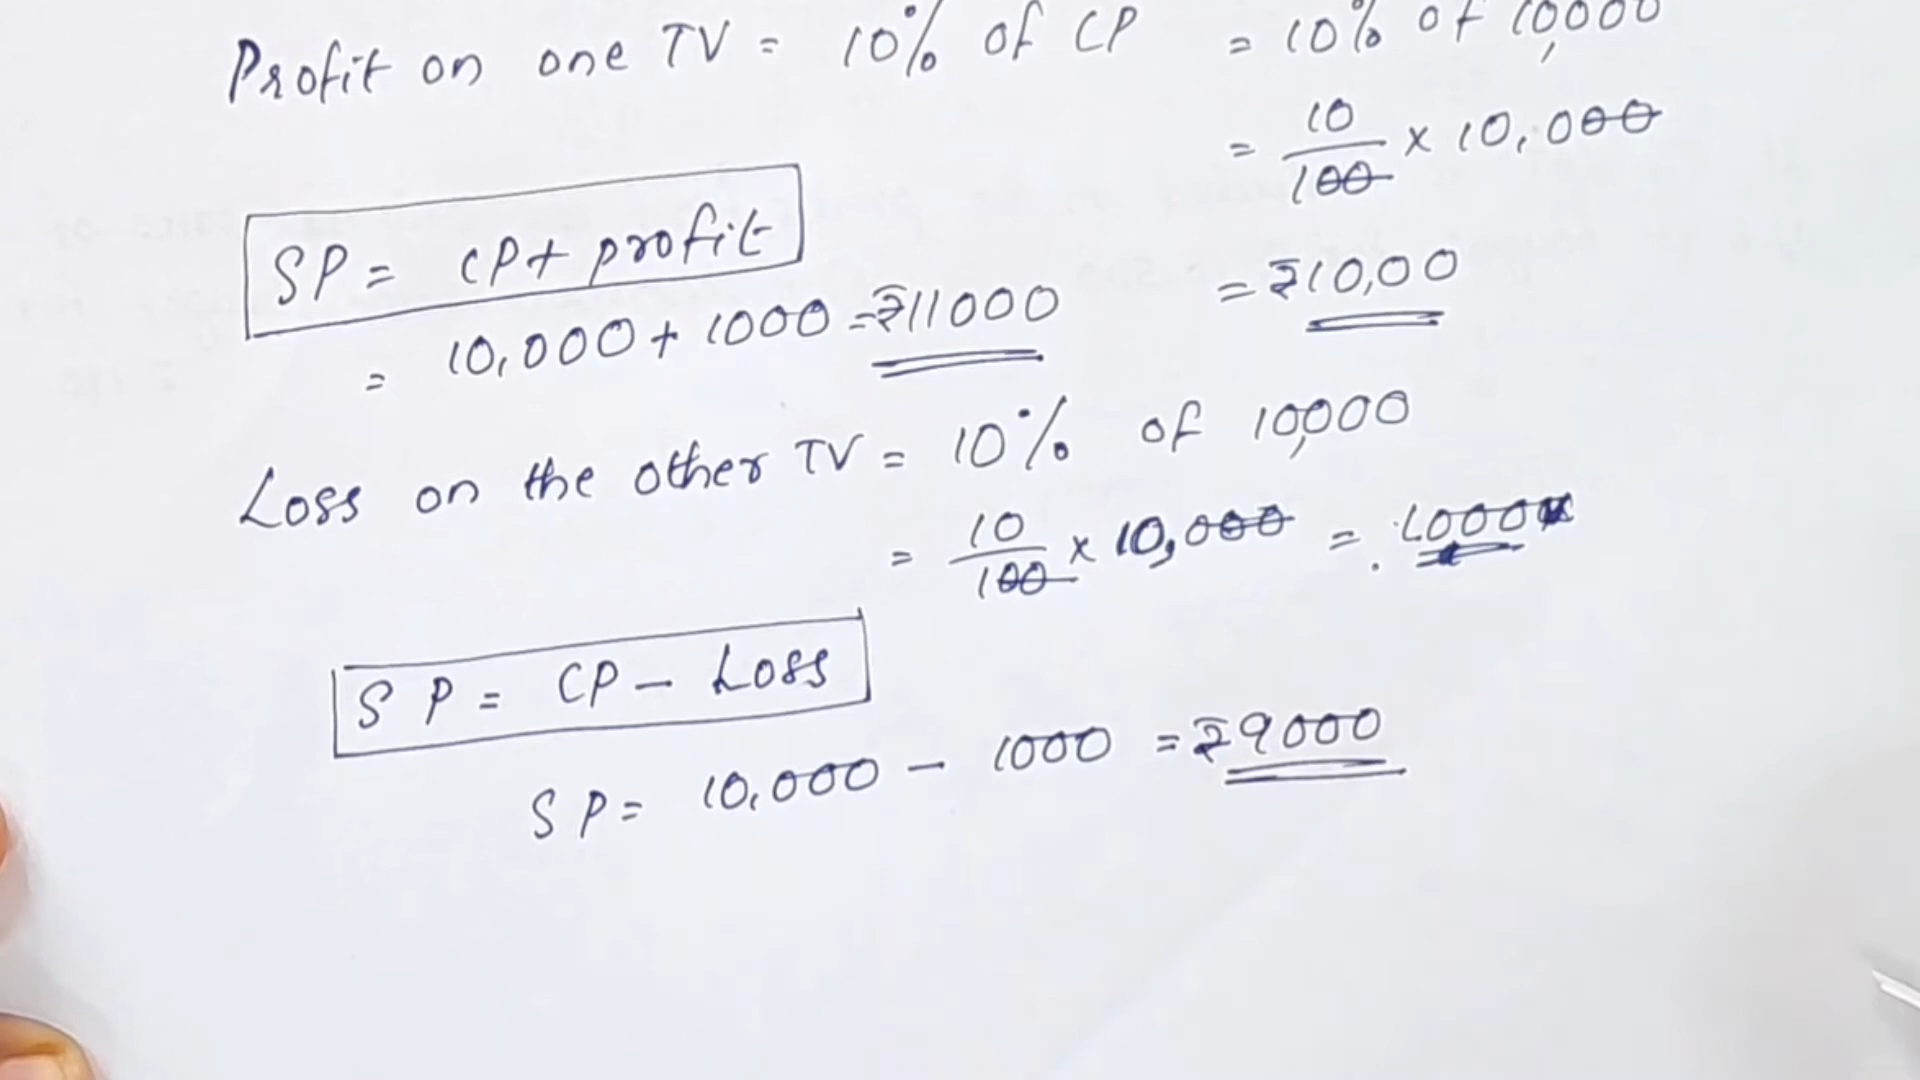 Profit on one TV = 10% of CP = 10% of 10,000
= 10/100 x 10,000
SP = CP + profit
= ₹10,00
= 10,000 + 1000 = ₹11000
Loss on the other TV = 10% of 10,000
= 10/100 x 10,000 = 1000
SP = CP - Loss
SP = 10,000 - 1000 = ₹9000